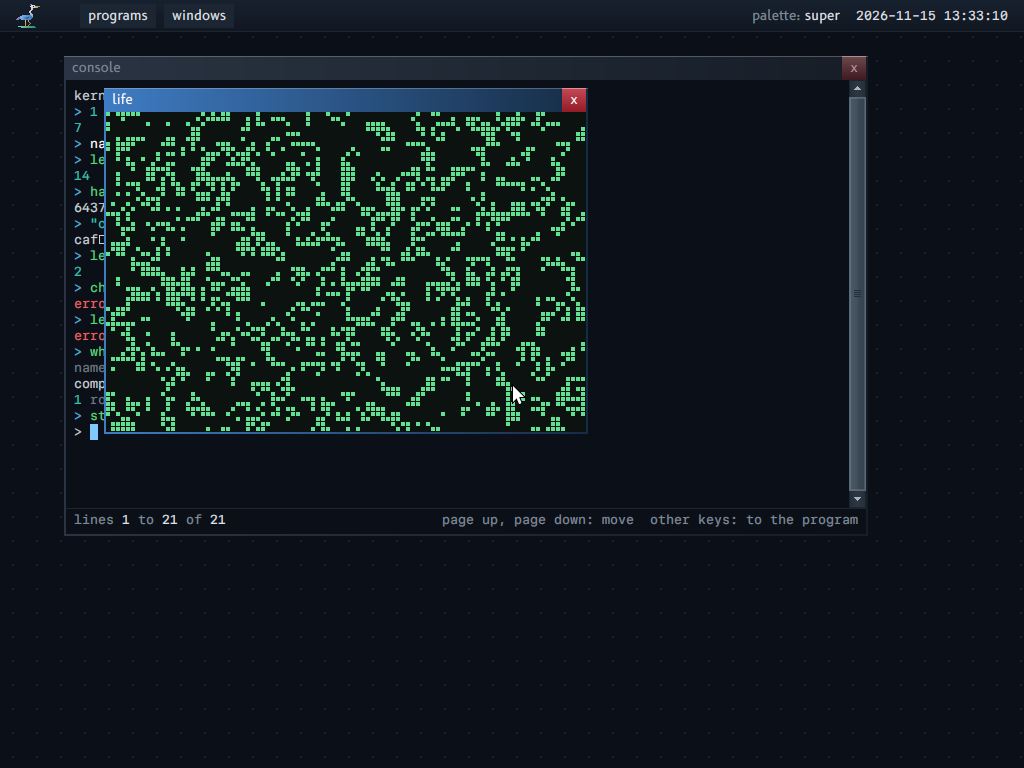 programs windows palette: super 2026-11-15 13:33:10
console x
life x
kern
> 1
7
> na
> le
14
> ha
6437
> "c
caf□
> le
2
> ch
erro
> le
erro
> wh
name
comp
1 ro
> st
>
lines 1 to 21 of 21 page up, page down: move other keys: to the program